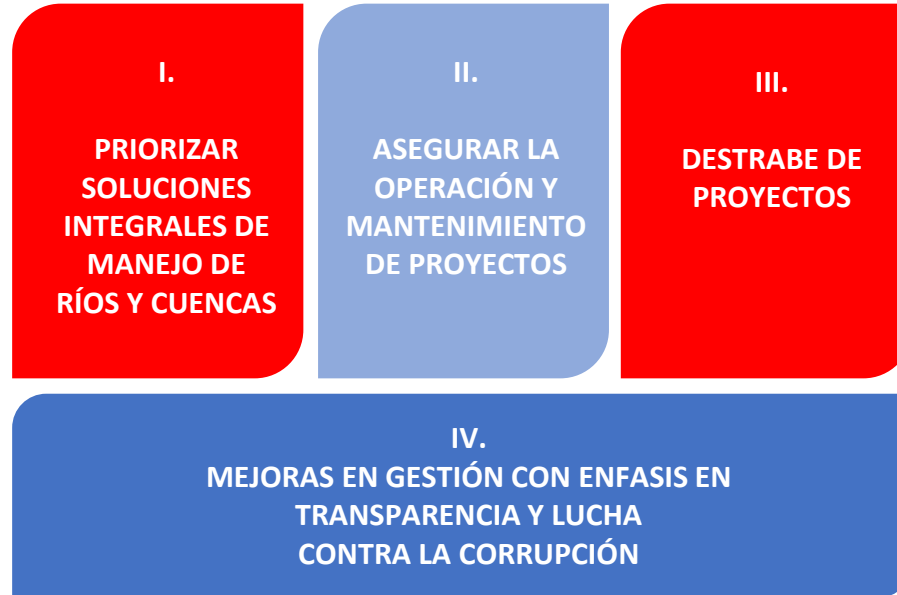 I.
PRIORIZAR
SOLUCIONES
INTEGRALES DE
MANEJO DE
RÍOS Y CUENCAS
II.
ASEGURAR LA
OPERACIÓN Y
MANTENIMIENTO
DE PROYECTOS
III.
DESTRABE DE
PROYECTOS
IV.
MEJORAS EN GESTIÓN CON ENFASIS EN
TRANSPARENCIA Y LUCHA
CONTRA LA CORRUPCIÓN